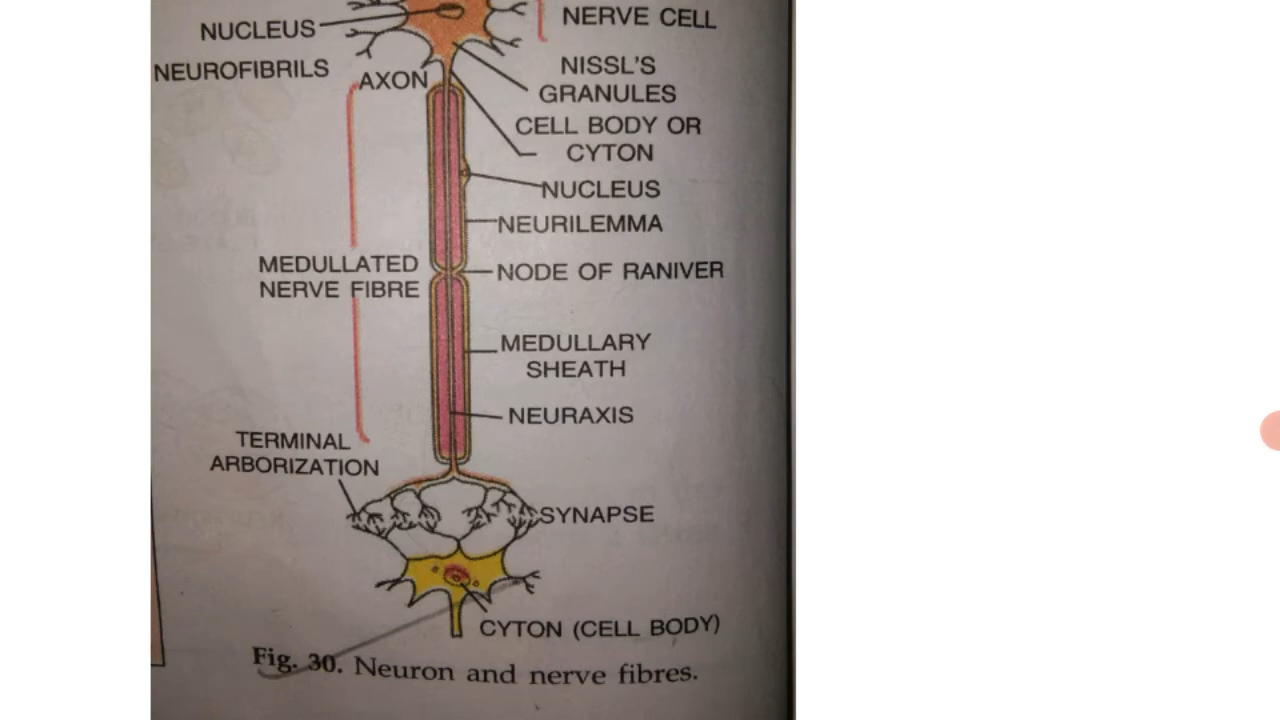 NUCLEUS
NERVE CELL
NEUROFIBRILS
AXON
NISSL'S
GRANULES
CELL BODY OR
CYTON
NUCLEUS
NEURILEMMA
MEDULLATED
NERVE FIBRE
NODE OF RANIVER
MEDULLARY
SHEATH
NEURAXIS
TERMINAL
ARBORIZATION
SYNAPSE
CYTON (CELL BODY)
Fig. 30. Neuron and nerve fibres.